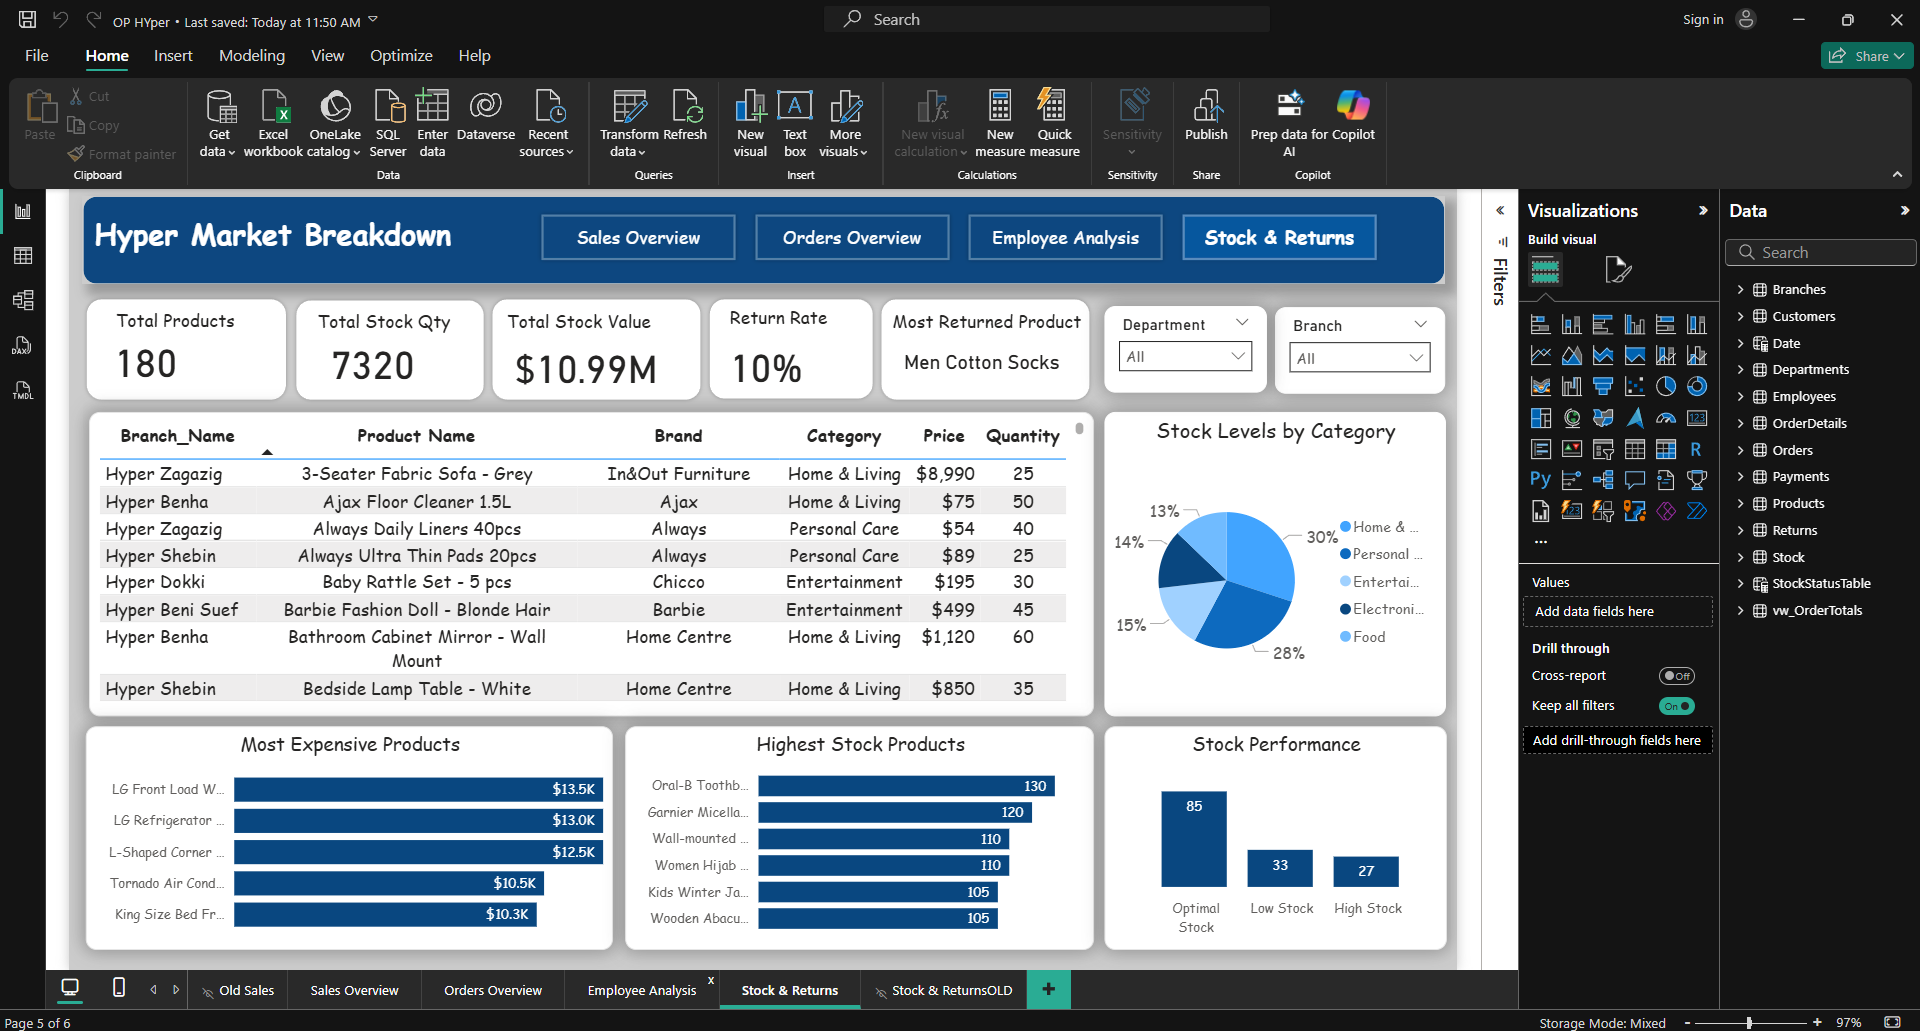 OP HYper • Last saved: Today at 11:50 AM
Search
Sign in
File Home Insert Modeling View Optimize Help
Share
Paste
Cut
Copy
Format painter
Clipboard
Get data
Excel workbook
OneLake catalog
SQL Server
Enter data
Dataverse
Recent sources
Data
Transform data
Refresh
Queries
New visual
Text box
More visuals
Insert
New visual calculation
New measure
Quick measure
Calculations
Sensitivity
Sensitivity
Publish
Share
Prep data for AI
Copilot
Copilot
DAX
TMDL
Hyper Market Breakdown
Sales Overview
Orders Overview
Employee Analysis
Stock & Returns
Total Products
180
Total Stock Qty
7320
Total Stock Value
$10.99M
Return Rate
10%
Most Returned Product
Men Cotton Socks
Department
All
Branch
All
Branch_Name Product Name Brand Category Price Quantity
Hyper Zagazig 3-Seater Fabric Sofa - Grey In&Out Furniture Home & Living $8,990 25
Hyper Benha Ajax Floor Cleaner 1.5L Ajax Home & Living $75 50
Hyper Zagazig Always Daily Liners 40pcs Always Personal Care $54 40
Hyper Shebin Always Ultra Thin Pads 20pcs Always Personal Care $89 25
Hyper Dokki Baby Rattle Set - 5 pcs Chicco Entertainment $195 30
Hyper Beni Suef Barbie Fashion Doll - Blonde Hair Barbie Entertainment $499 45
Hyper Benha Bathroom Cabinet Mirror - Wall Home Centre Home & Living $1,120 60
Mount
Hyper Shebin Bedside Lamp Table - White Home Centre Home & Living $850 35
Stock Levels by Category
13%
14%
15%
30%
28%
Home & ...
Personal ...
Entertai...
Electroni...
Food
Most Expensive Products
LG Front Load W... $13.5K
LG Refrigerator ... $13.0K
L-Shaped Corner ... $12.5K
Tornado Air Cond... $10.5K
King Size Bed Fr... $10.3K
Highest Stock Products
Oral-B Toothb... 130
Garnier Micella... 120
Wall-mounted ... 110
Women Hijab ... 110
Kids Winter Ja... 105
Wooden Abacu... 105
Stock Performance
85
33
27
Optimal Stock
Low Stock
High Stock
Filters
Visualizations
Build visual
123
R
Py
123
...
Values
Add data fields here
Drill through
Cross-report
Off
Keep all filters
On
Add drill-through fields here
Data
Search
Branches
Customers
Date
Departments
Employees
OrderDetails
Orders
Payments
Products
Returns
Stock
StockStatusTable
vw_OrderTotals
Old Sales
Sales Overview
Orders Overview
Employee Analysis
x
Stock & Returns
Stock & ReturnsOLD
+
Page 5 of 6
Storage Mode: Mixed
- + 97%